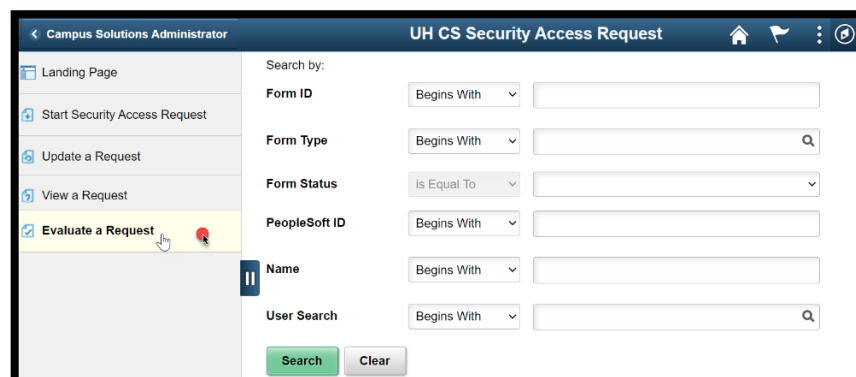 Campus Solutions Administrator
UH CS Security Access Request
Landing Page
Start Security Access Request
Update a Request
View a Request
Evaluate a Request
Search by:
Form ID Begins With
Form Type Begins With
Form Status is Equal To
PeopleSoft ID Begins With
Name Begins With
User Search Begins With
Search Clear